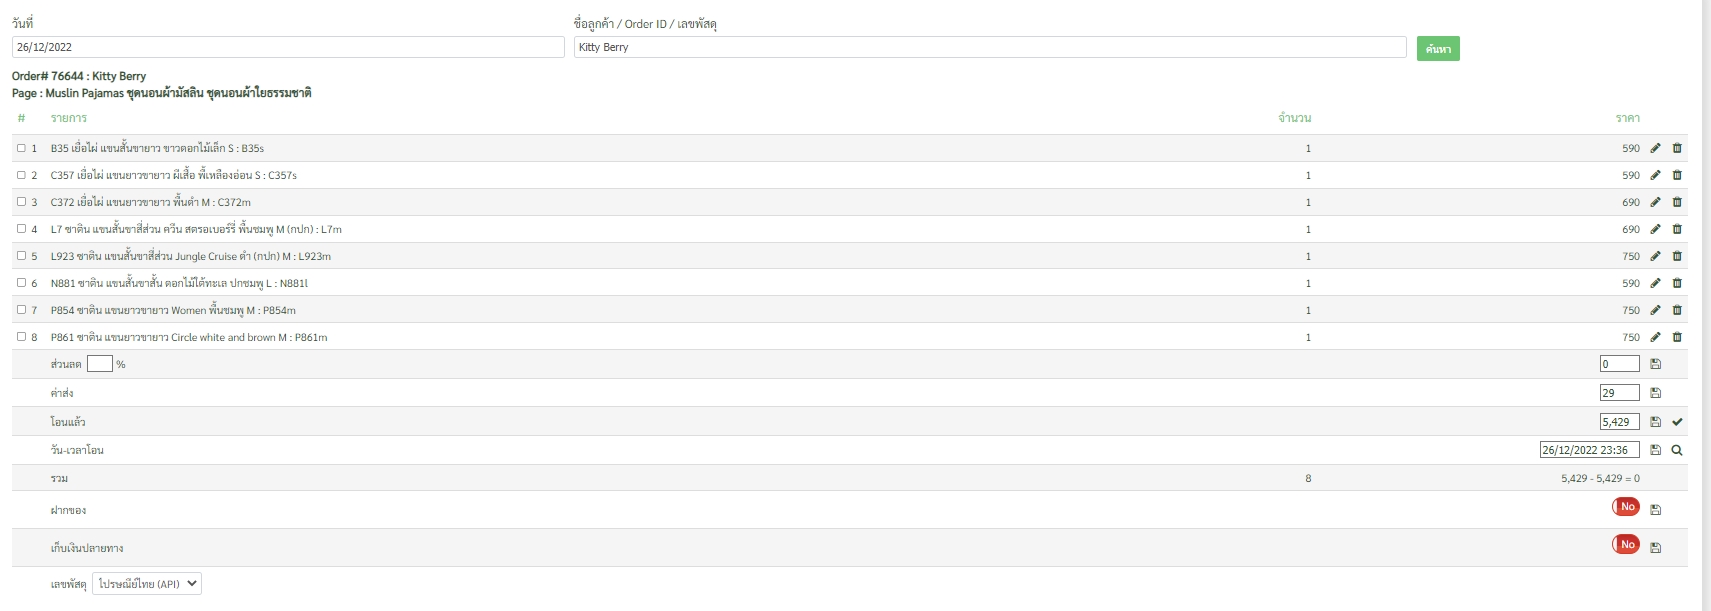 วันที่ ชื่อลูกค้า / Order ID / เลขพัสดุ
26/12/2022 Kitty Berry ค้นหา
Order# 76644 : Kitty Berry
Page : Muslin Pajamas ชุดนอนผ้ามัสลิน ชุดนอนผ้าใยธรรมชาติ
# รายการ จำนวน ราคา
1 B35 เยื่อไผ่ แขนสั้นขายาว ขาวดอกไม้เล็ก S : B35s 1 590
2 C357 เยื่อไผ่ แขนยาวขายาว ผีเสื้อ พื้เหลืองอ่อน S : C357s 1 590
3 C372 เยื่อไผ่ แขนยาวขายาว พื้นดำ M : C372m 1 690
4 L7 ซาติน แขนสั้นขาสี่ส่วน ควีน สตรอเบอร์รี่ พื้นชมพู M (กปก) : L7m 1 690
5 L923 ซาติน แขนสั้นขาสี่ส่วน Jungle Cruise ดำ (กปก) M : L923m 1 750
6 N881 ซาติน แขนสั้นขาสั้น ดอกไม้ใต้ทะเล ปกชมพู L : N881l 1 590
7 P854 ซาติน แขนยาวขายาว Women พื้นชมพู M : P854m 1 750
8 P861 ซาติน แขนยาวขายาว Circle white and brown M : P861m 1 750
ส่วนลด % 0
ค่าส่ง 29
โอนแล้ว 5,429
วัน-เวลาโอน 26/12/2022 23:36
รวม 8 5,429 - 5,429 = 0
ฝากของ No
เก็บเงินปลายทาง No
เลขพัสดุ ไปรษณีย์ไทย (API)